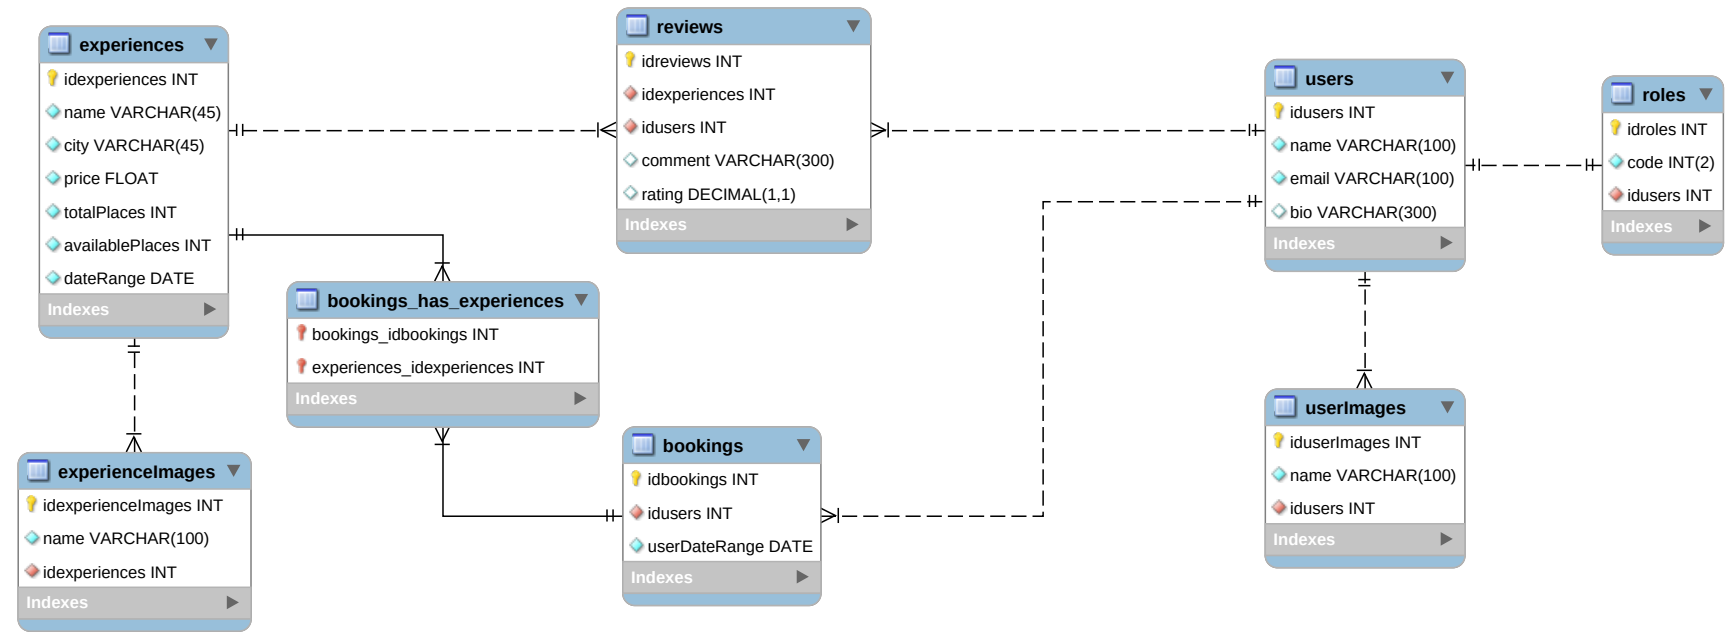 experiences
idexperiences INT
name VARCHAR(45)
city VARCHAR(45)
price FLOAT
totalPlaces INT
availablePlaces INT
dateRange DATE
Indexes
reviews
idreviews INT
idexperiences INT
idusers INT
comment VARCHAR(300)
rating DECIMAL(1,1)
Indexes
users
idusers INT
name VARCHAR(100)
email VARCHAR(100)
bio VARCHAR(300)
Indexes
roles
idroles INT
code INT(2)
idusers INT
Indexes
bookings_has_experiences
bookings_idbookings INT
experiences_idexperiences INT
Indexes
experienceImages
idexperienceImages INT
name VARCHAR(100)
idexperiences INT
Indexes
bookings
idbookings INT
idusers INT
userDateRange DATE
Indexes
userImages
iduserImages INT
name VARCHAR(100)
idusers INT
Indexes